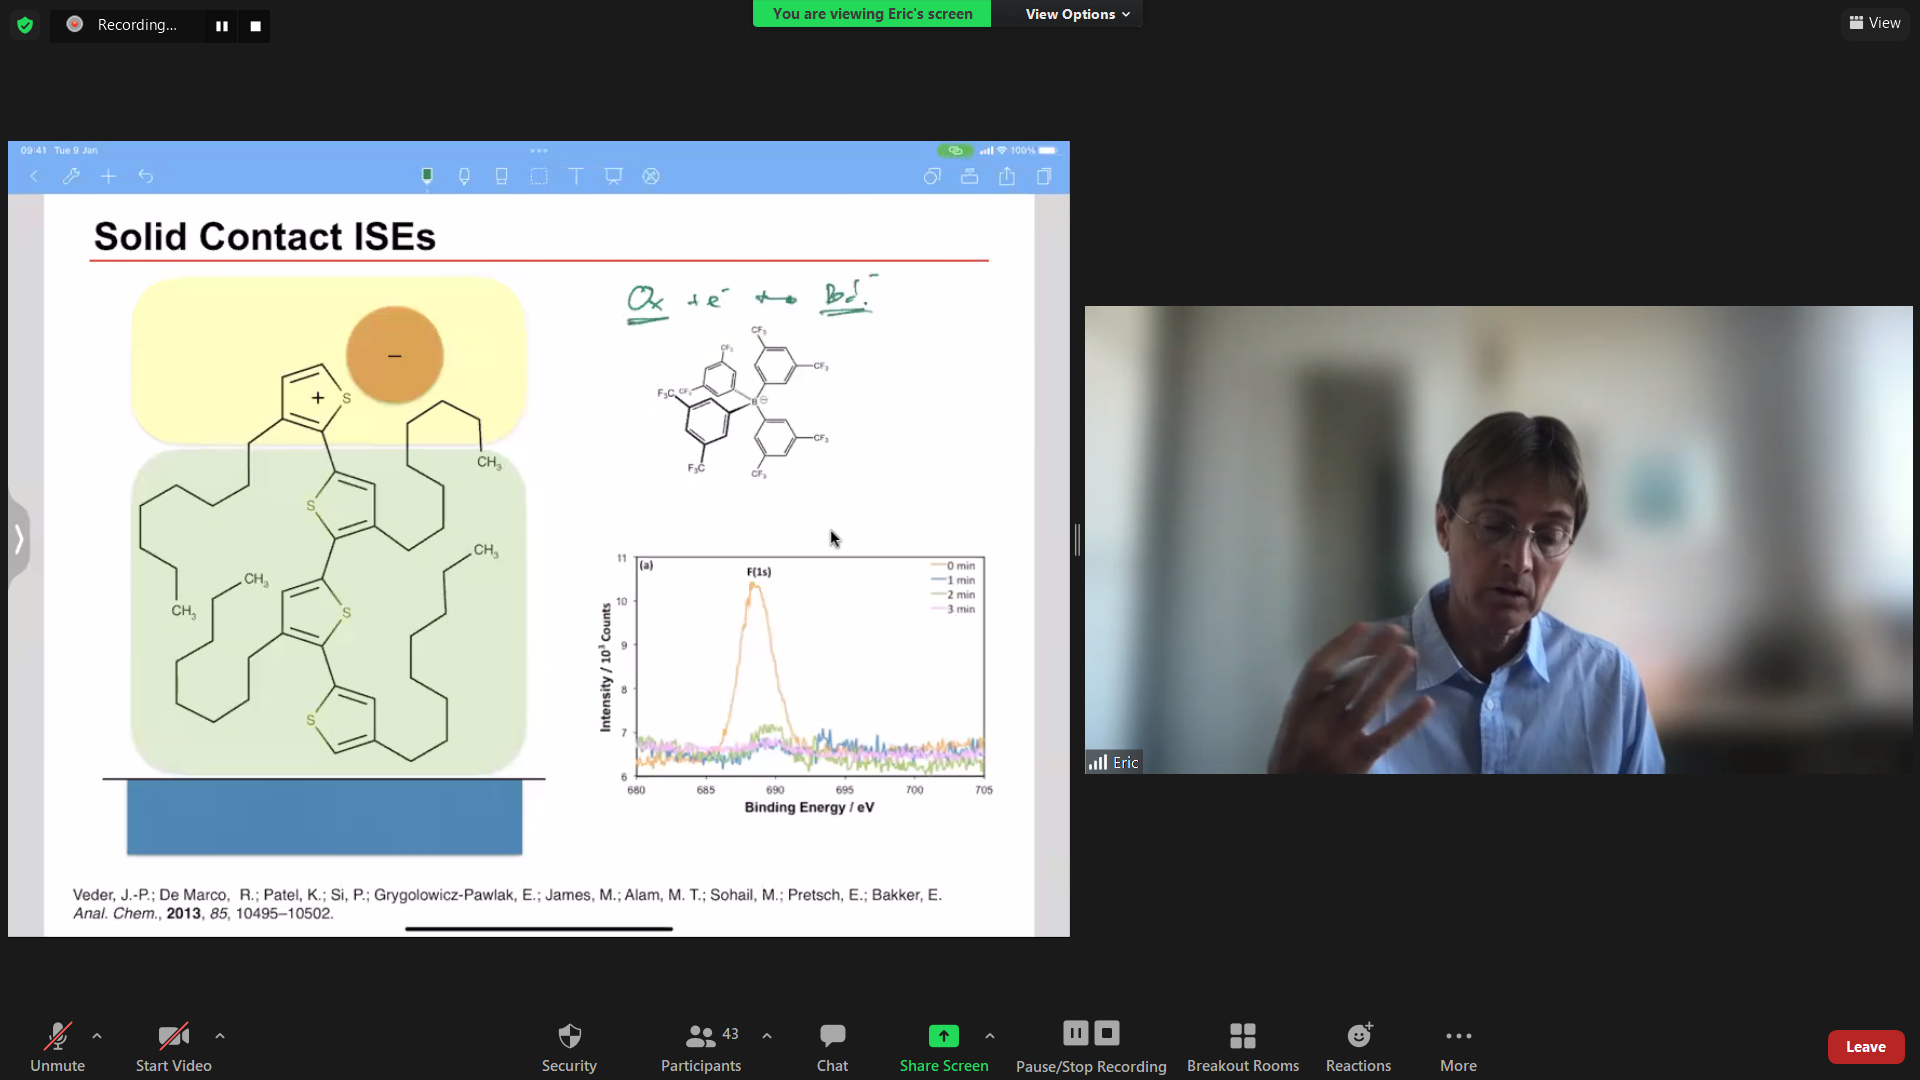 Recording...
You are viewing Eric's screen
View Options
View
09:41 Tue 9 Jan
100%
Solid Contact ISEs
Ox + e⁻ ↔ Red.⁻
−
+
S
CH₃
S
CH₃
CH₃
CH₃
S
S
CF₃
CF₃
CF₃
F₃C
CF₃
B⊖
CF₃
F₃C
CF₃
(a)
F(1s)
0 min
1 min
2 min
3 min
Intensity / 10³ Counts
11
10
9
8
7
6
680 685 690 695 700 705
Binding Energy / eV
Veder, J.-P.; De Marco, R.; Patel, K.; Si, P.; Grygolowicz-Pawlak, E.; James, M.; Alam, M. T.; Sohail, M.; Pretsch, E.; Bakker, E.
Anal. Chem., 2013, 85, 10495–10502.
Eric
Unmute
Start Video
Security
Participants
43
Chat
Share Screen
Pause/Stop Recording
Breakout Rooms
Reactions
More
Leave